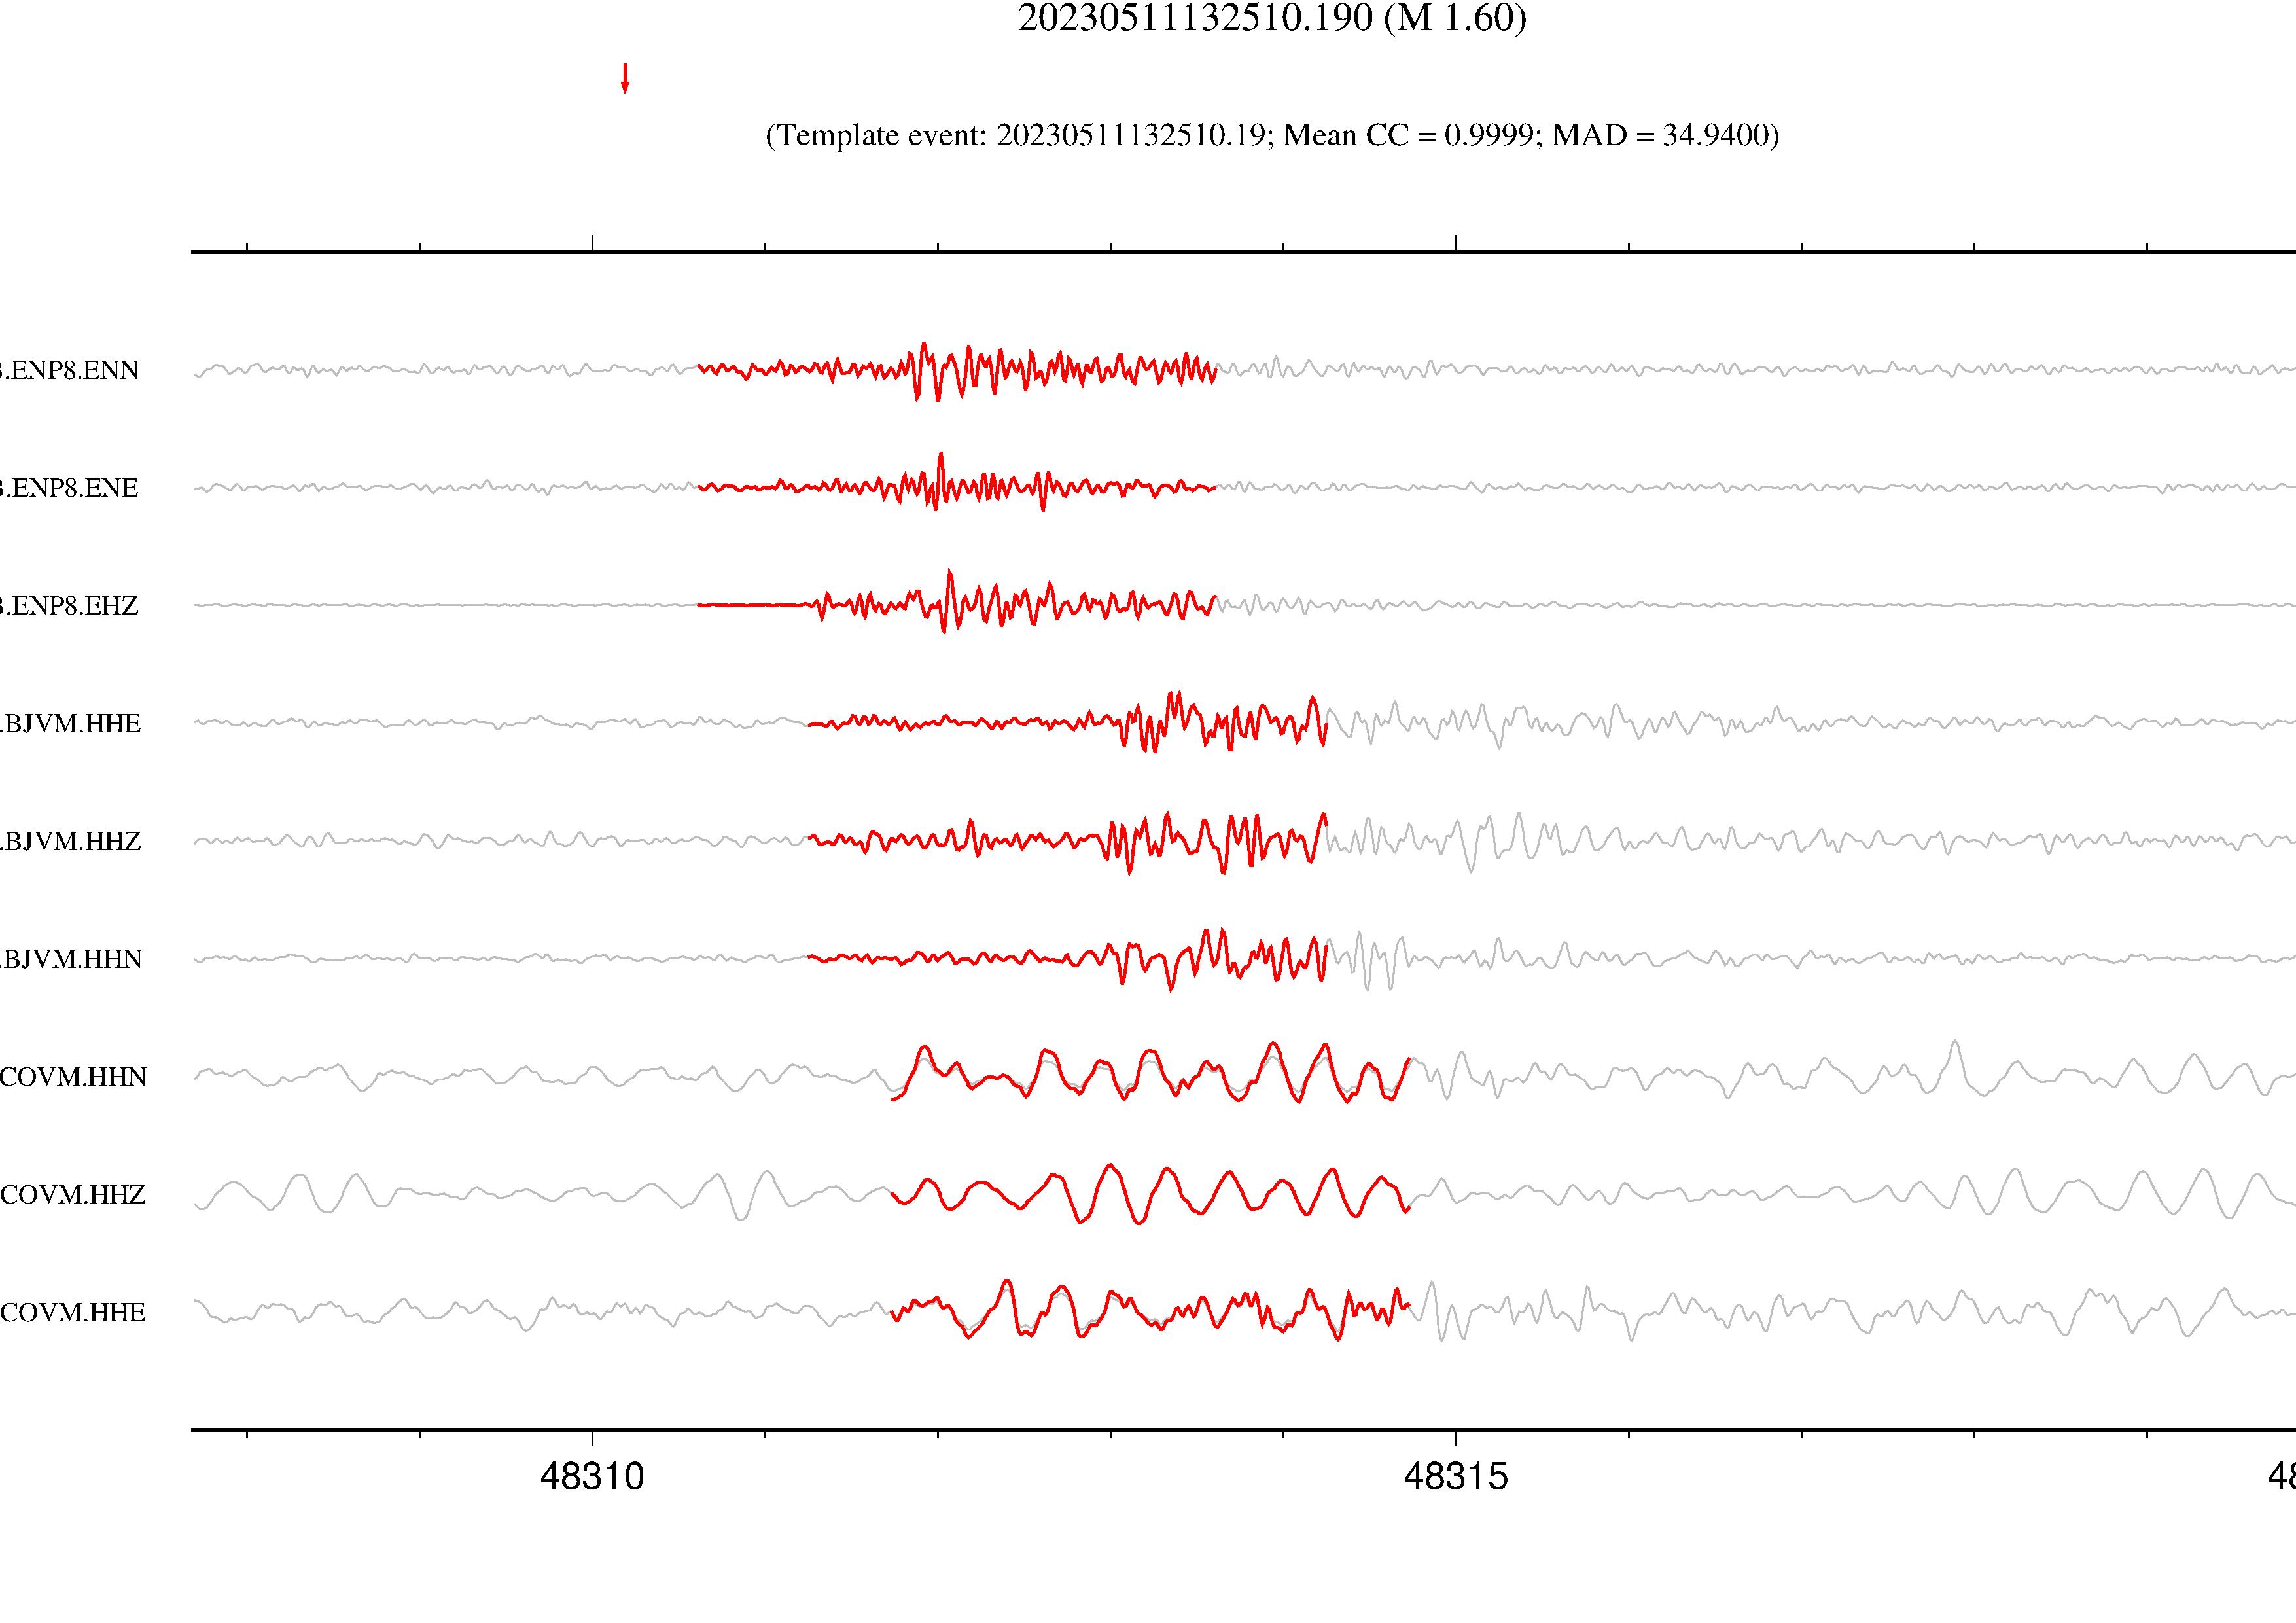 20230511132510.190 (M 1.60)
(Template event: 20230511132510.19; Mean CC = 0.9999; MAD = 34.9400)
.ENP8.ENN
.ENP8.ENE
.ENP8.EHZ
.BJVM.HHE
.BJVM.HHZ
.BJVM.HHN
COVM.HHN
COVM.HHZ
COVM.HHE
48310 48315